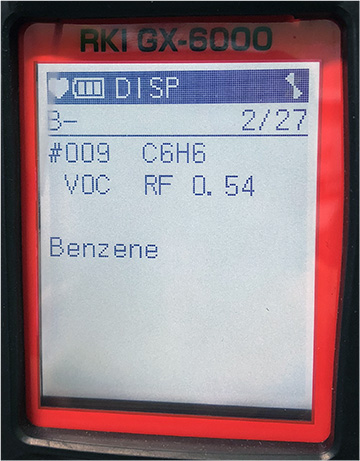 RKI GX-6000
DISP
B- 2/27
#009 C6H6
VOC RF 0.54
Benzene